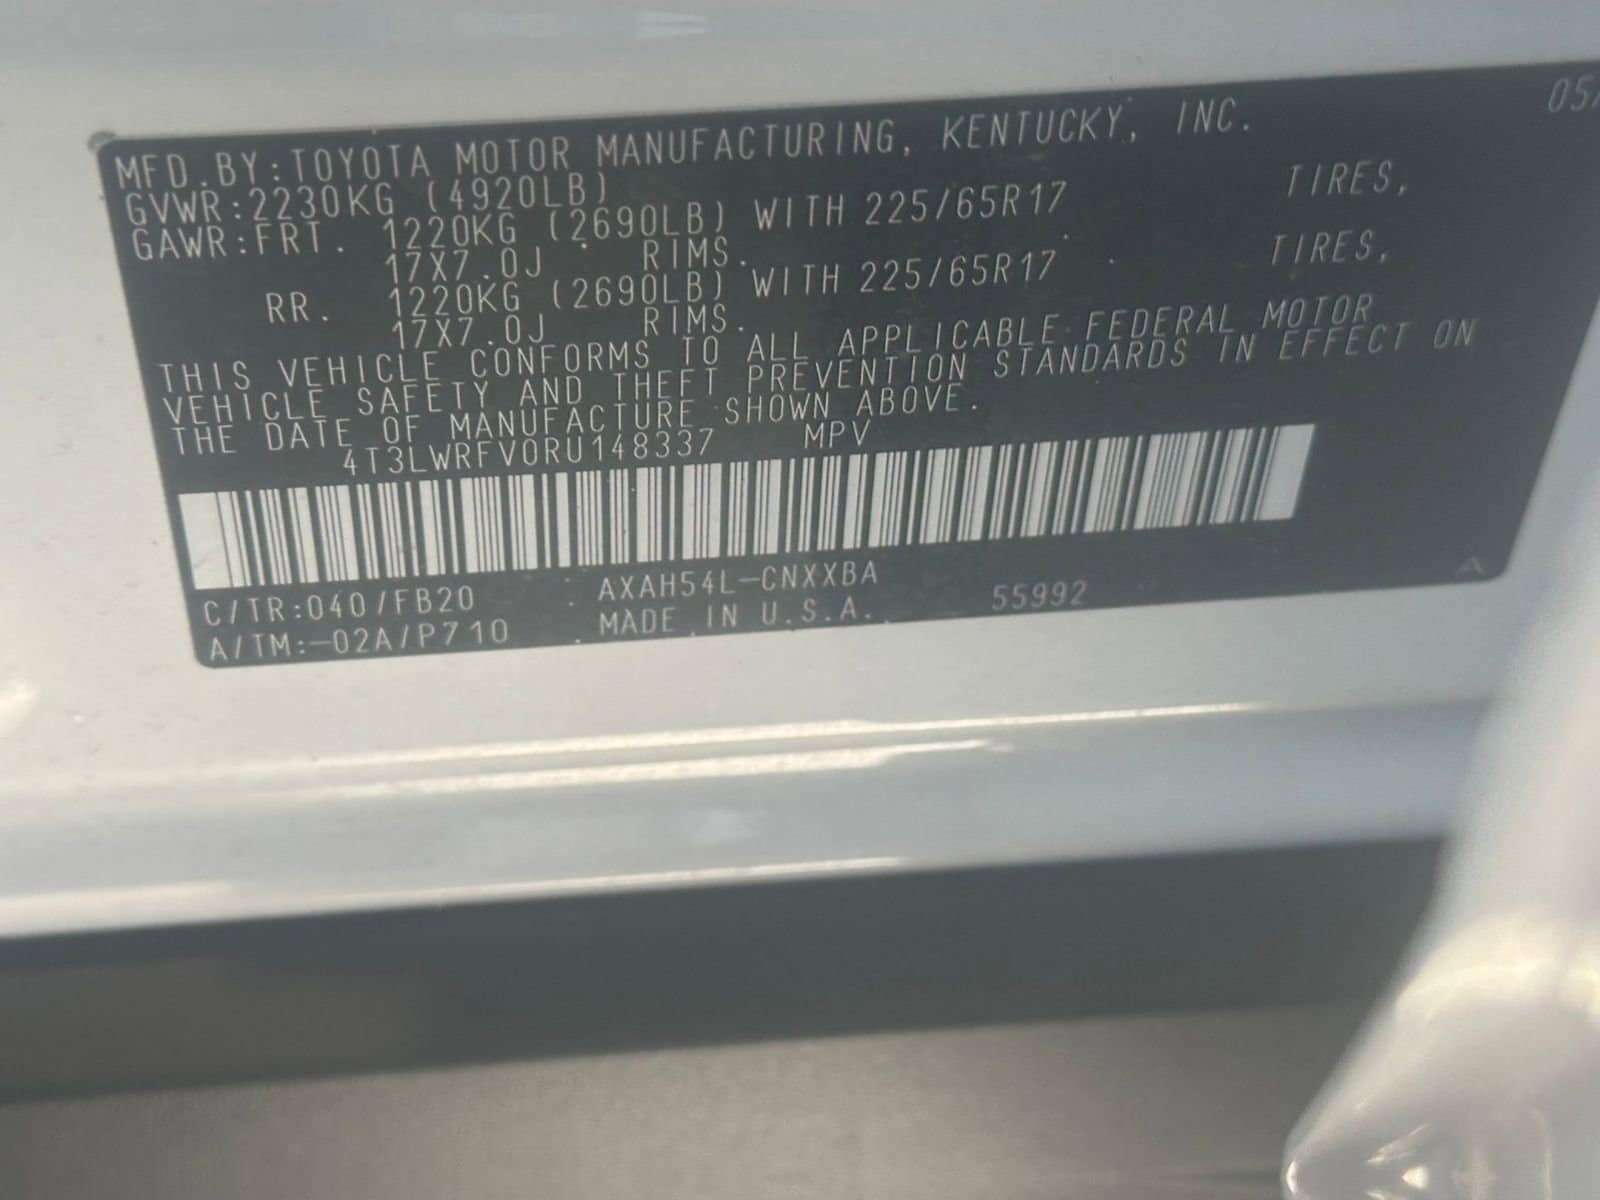 05/
MFD.BY:TOYOTA MOTOR MANUFACTURING, KENTUCKY, INC.
GVWR:2230KG (4920LB)
GAWR:FRT. 1220KG (2690LB) WITH 225/65R17 TIRES,
17X7.0J RIMS.
RR. 1220KG (2690LB) WITH 225/65R17 TIRES,
17X7.0J RIMS.
THIS VEHICLE CONFORMS TO ALL APPLICABLE FEDERAL MOTOR
VEHICLE SAFETY AND THEFT PREVENTION STANDARDS IN EFFECT ON
THE DATE OF MANUFACTURE SHOWN ABOVE.
4T3LWRFV0RU148337 MPV
C/TR:040/FB20 AXAH54L-CNXXBA
A/TM:-02A/P710 MADE IN U.S.A. 55992
A